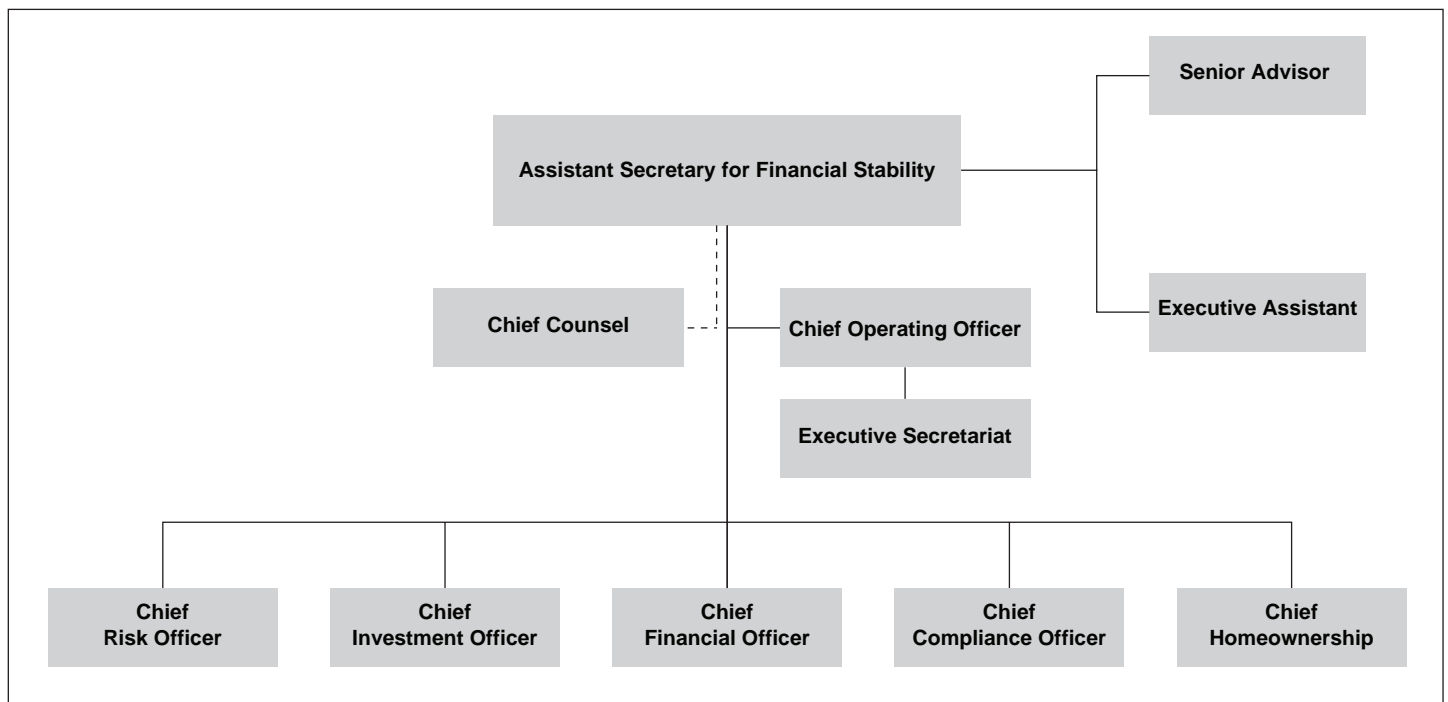 Senior Advisor
Assistant Secretary for Financial Stability
Executive Assistant
Chief Counsel
Chief Operating Officer
Executive Secretariat
Chief
Risk Officer
Chief
Investment Officer
Chief
Financial Officer
Chief
Compliance Officer
Chief
Homeownership